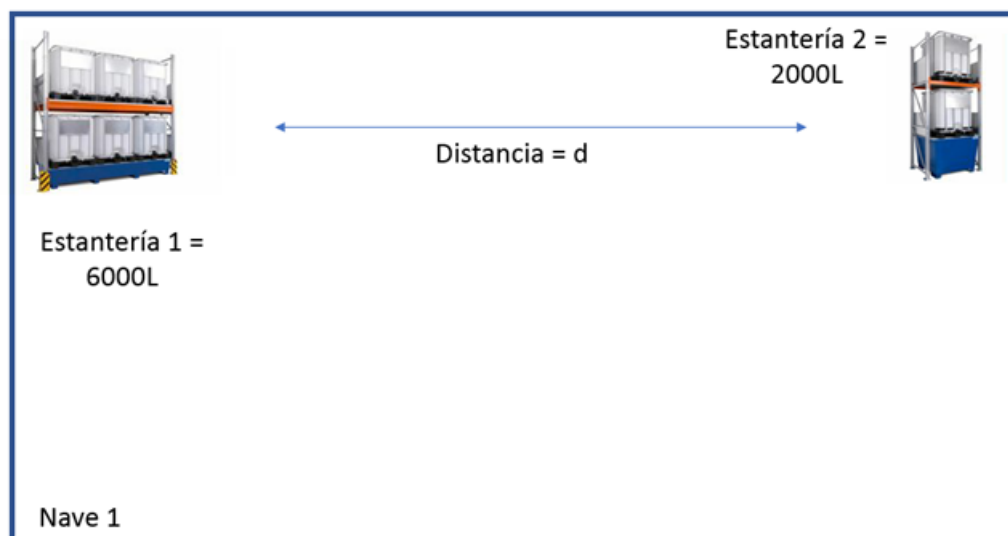 Estantería 2 =
2000L
Distancia = d
Estantería 1 =
6000L
Nave 1